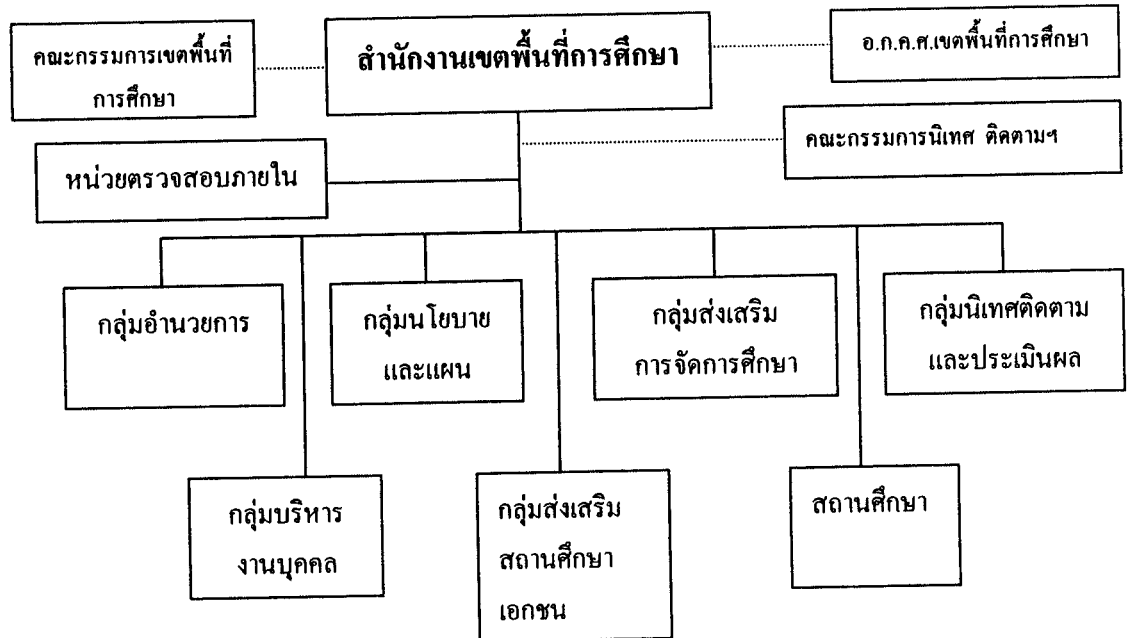 คณะกรรมการเขตพื้นที่
การศึกษา
สำนักงานเขตพื้นที่การศึกษา
อ.ก.ค.ศ.เขตพื้นที่การศึกษา
คณะกรรมการนิเทศ ติดตามฯ
หน่วยตรวจสอบภายใน
กลุ่มอำนวยการ
กลุ่มนโยบาย
และแผน
กลุ่มส่งเสริม
การจัดการศึกษา
กลุ่มนิเทศติดตาม
และประเมินผล
กลุ่มบริหาร
งานบุคคล
กลุ่มส่งเสริม
สถานศึกษา
เอกชน
สถานศึกษา